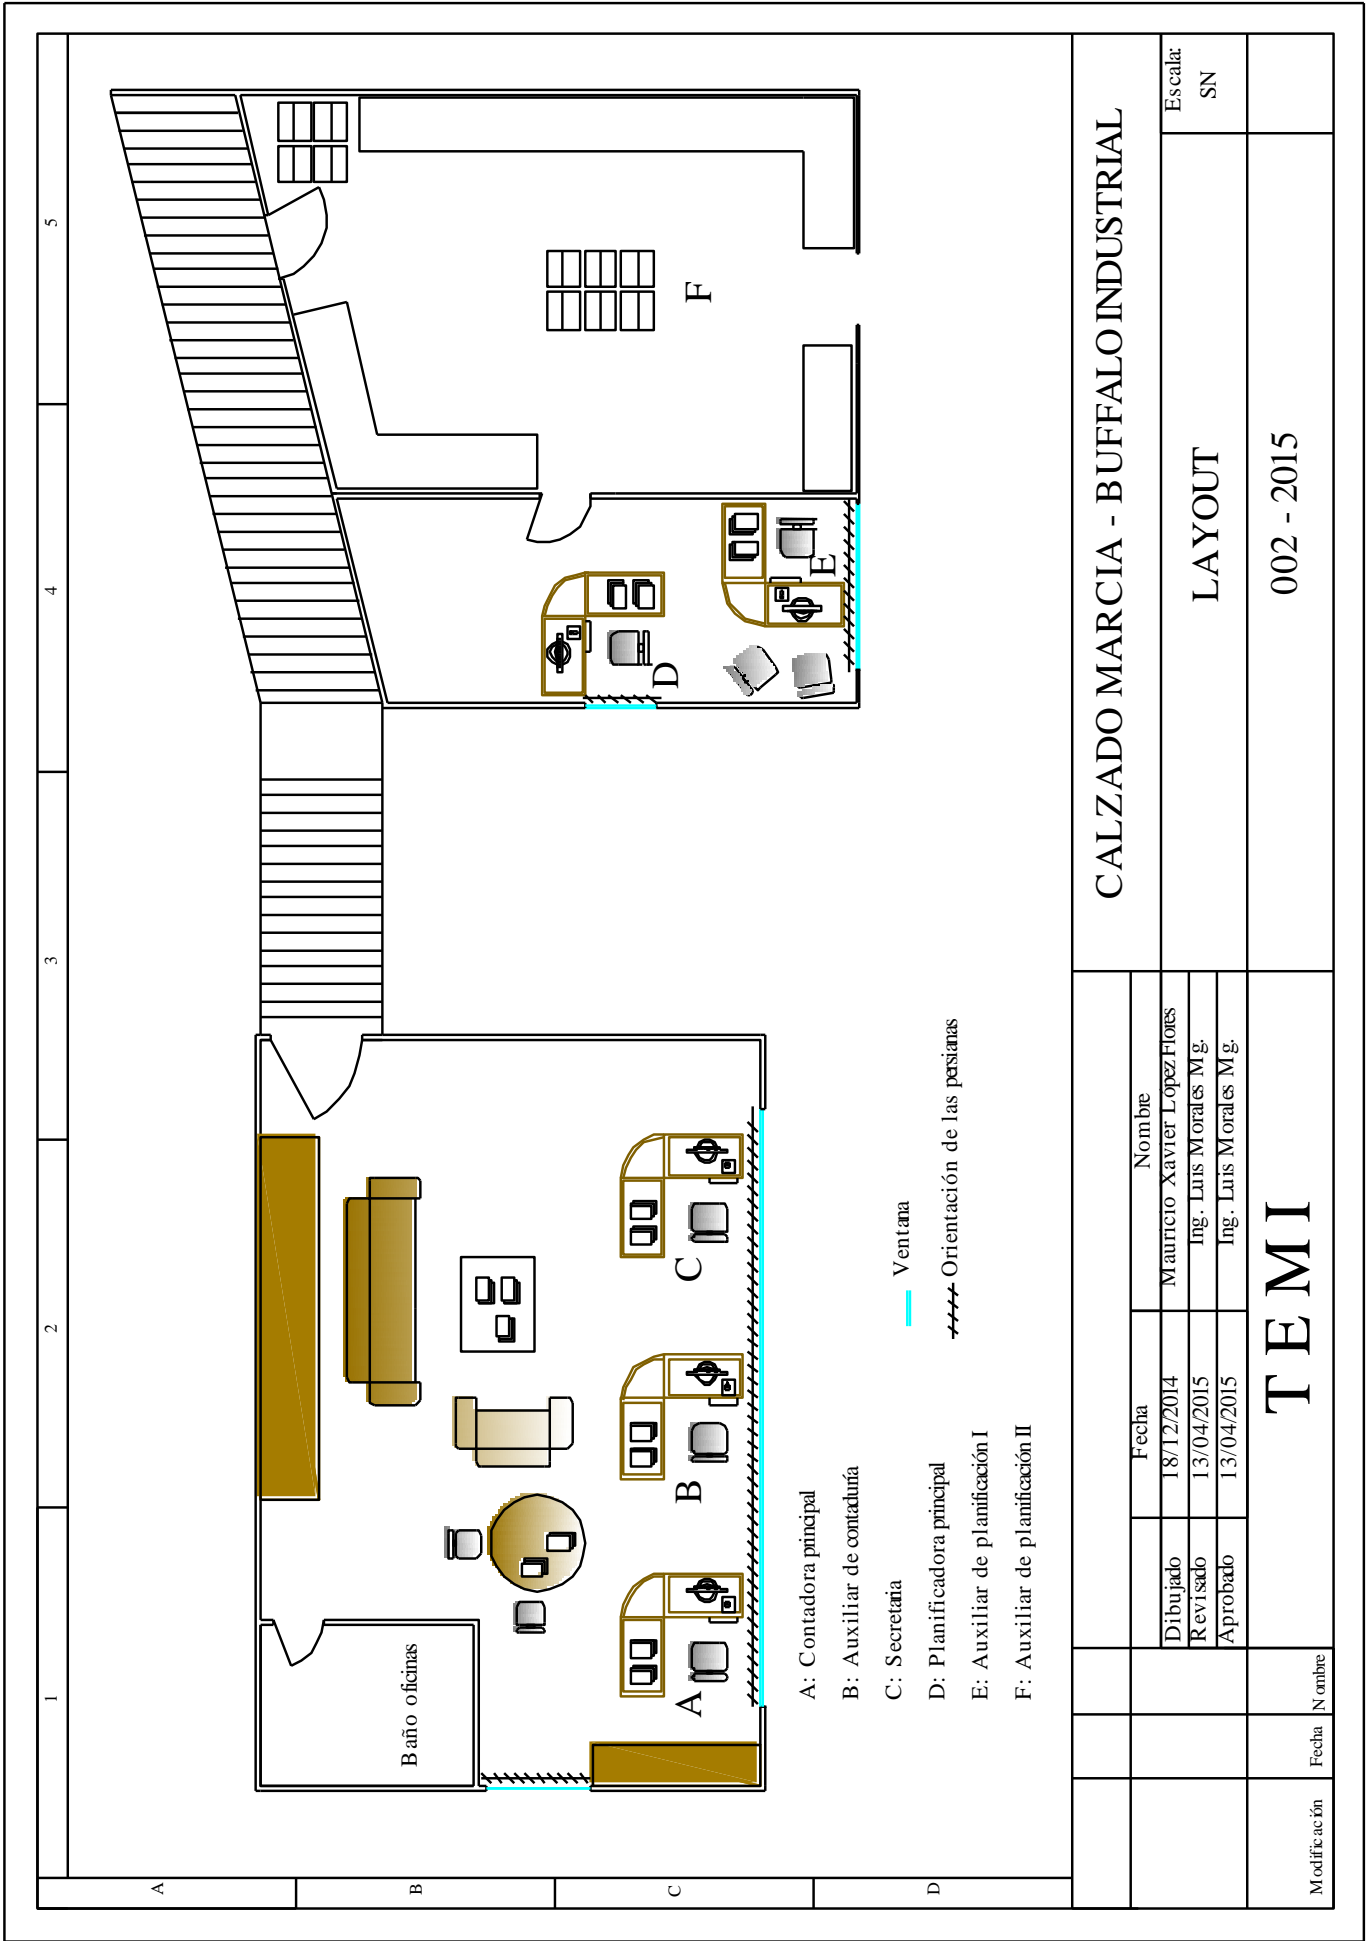 1
2
3
4
5
A
B
C
D
Baño oficinas
A
B
C
D
E
F
A: Contadora principal
B: Auxiliar de contaduría
C: Secretaria
D: Planificadora principal
E: Auxiliar de planificación I
F: Auxiliar de planificación II
Ventana
Orientación de las persianas
Fecha
Nombre
CALZADO MARCIA - BUFFALO INDUSTRIAL
Dibujado 18/12/2014 Mauricio Xavier López Flores
Revisado 13/04/2015 Ing. Luis Morales Mg.
Aprobado 13/04/2015 Ing. Luis Morales Mg.
LAYOUT
Escala:
SN
Modificación Fecha Nombre
TEMI
002 - 2015